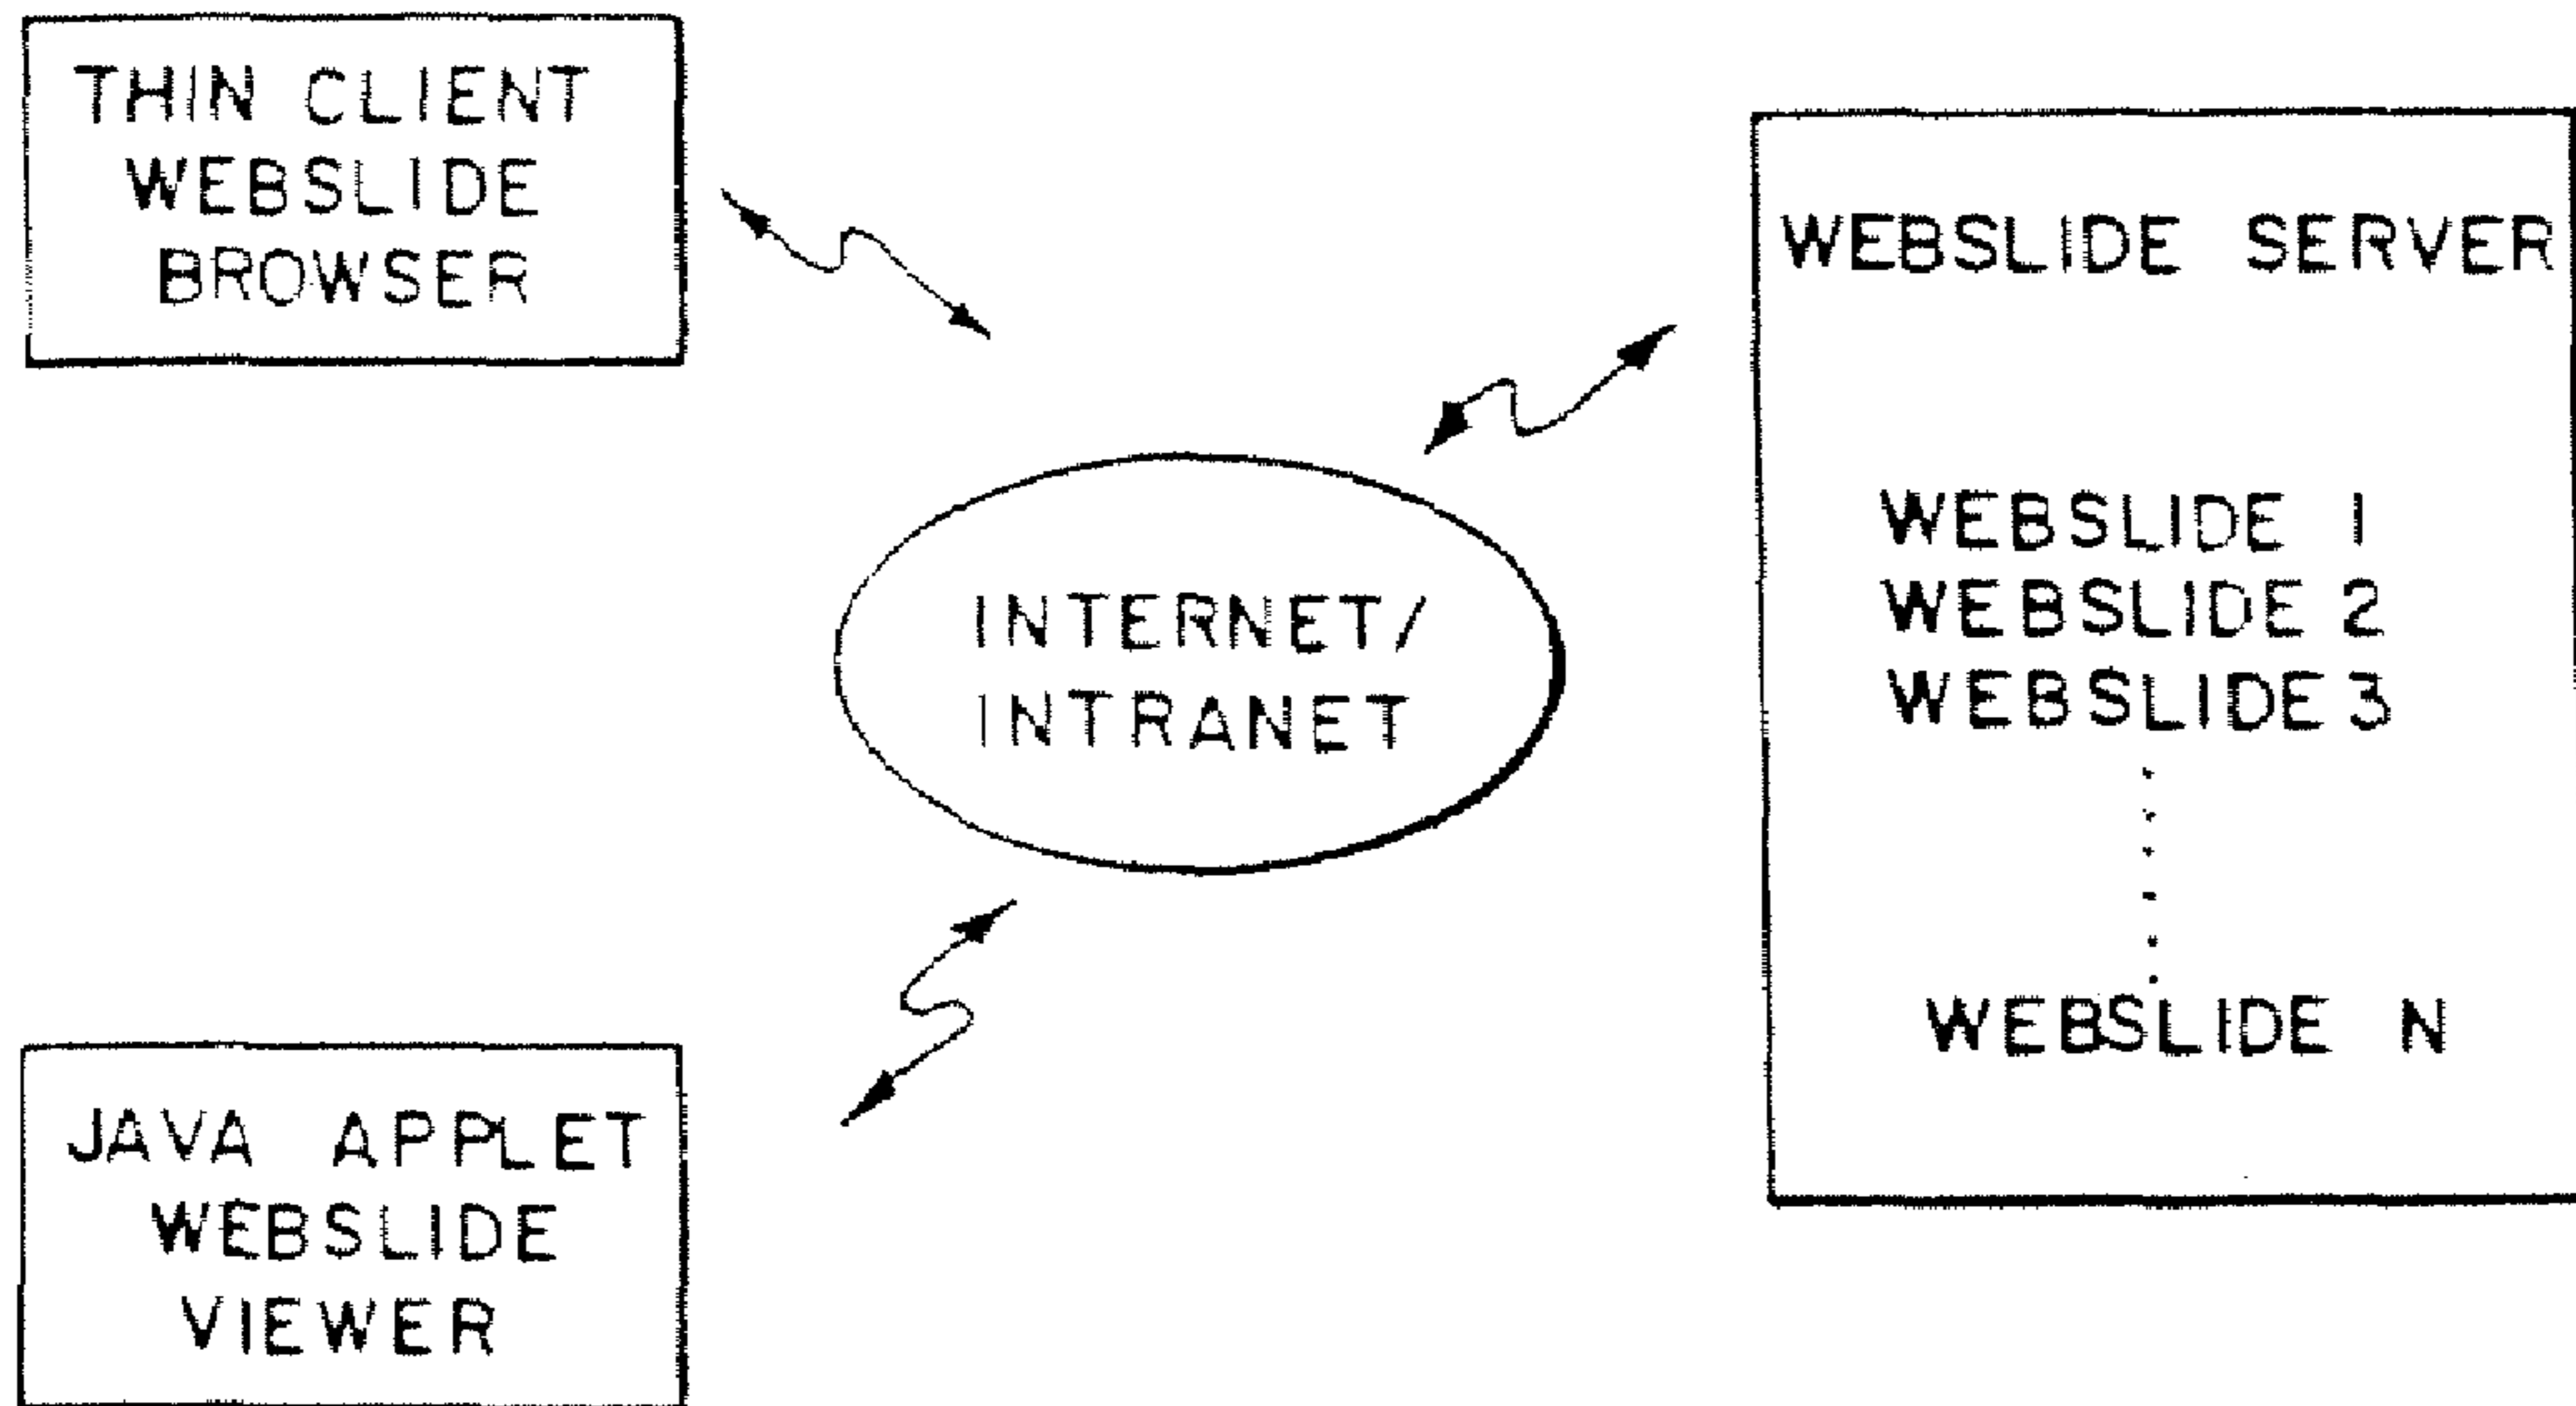 THIN CLIENT
WEBSLIDE
BROWSER
WEBSLIDE SERVER
WEBSLIDE 1
WEBSLIDE 2
WEBSLIDE 3
WEBSLIDE N
INTERNET/
INTRANET
JAVA APPLET
WEBSLIDE
VIEWER